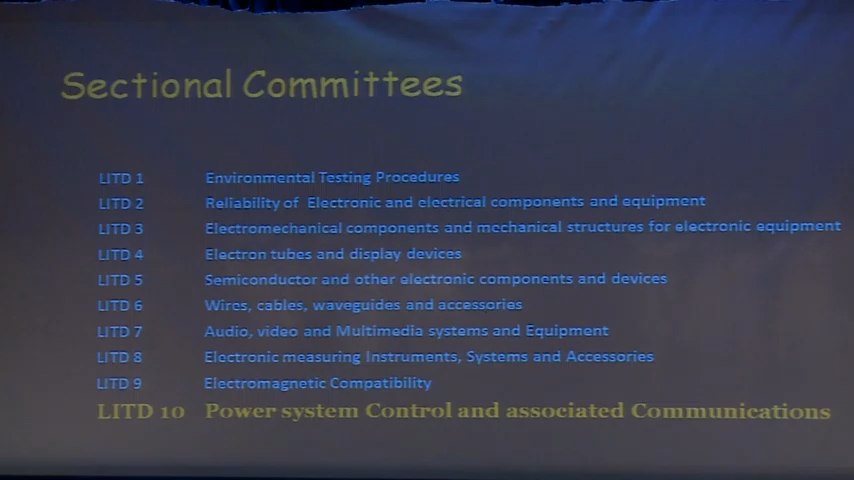 Sectional Committees
LITD 1 Environmental Testing Procedures
LITD 2 Reliability of Electronic and electrical components and equipment
LITD 3 Electromechanical components and mechanical structures for electronic equipment
LITD 4 Electron tubes and display devices
LITD 5 Semiconductor and other electronic components and devices
LITD 6 Wires, cables, waveguides and accessories
LITD 7 Audio, video and Multimedia systems and Equipment
LITD 8 Electronic measuring Instruments, Systems and Accessories
LITD 9 Electromagnetic Compatibility
LITD 10 Power system Control and associated Communications